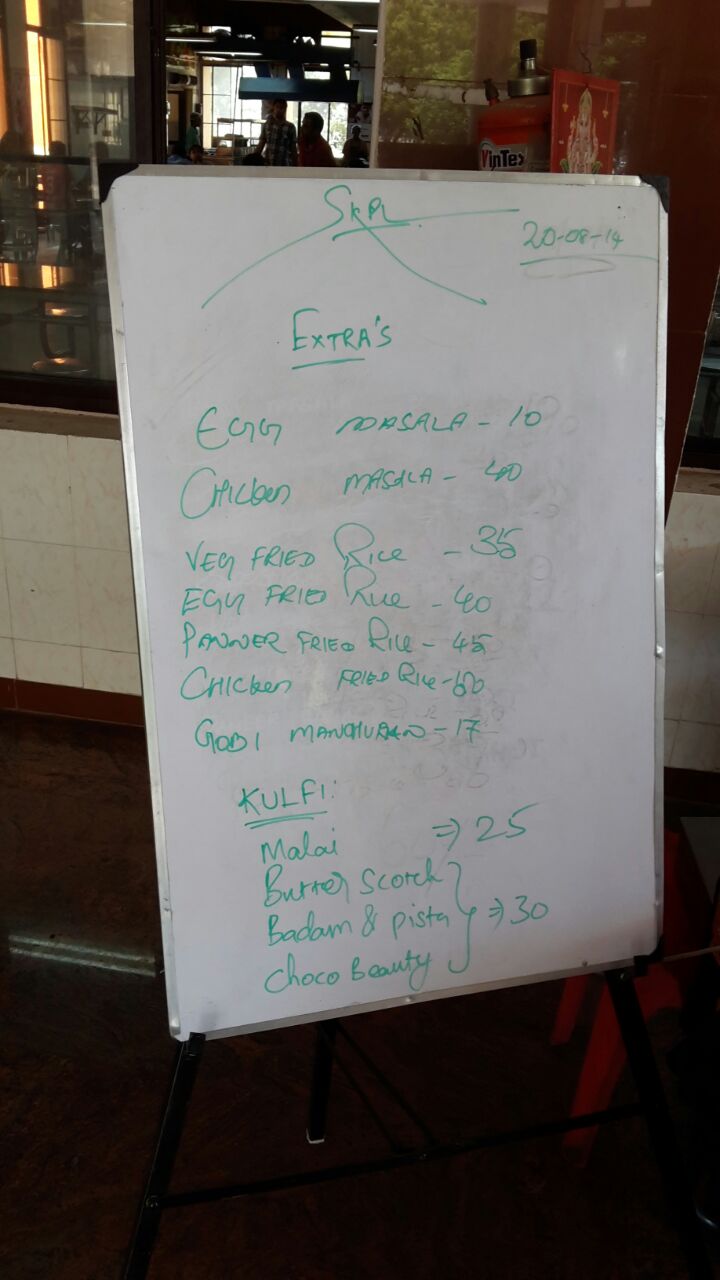 VinTex
SKPL
20-08-14
EXTRA'S
EGG MASALA - 10
CHICken MASALA - 40
VEG FRIED RICE - 35
EGG FRIED RICE - 40
PANNER FRIED RICE - 45
CHICken FRIED RICE - 50
GOBI MANCHURIAN - 17
KULFI:
Malai => 25
Butter Scotch
Badam & pista => 30
Choco Beauty